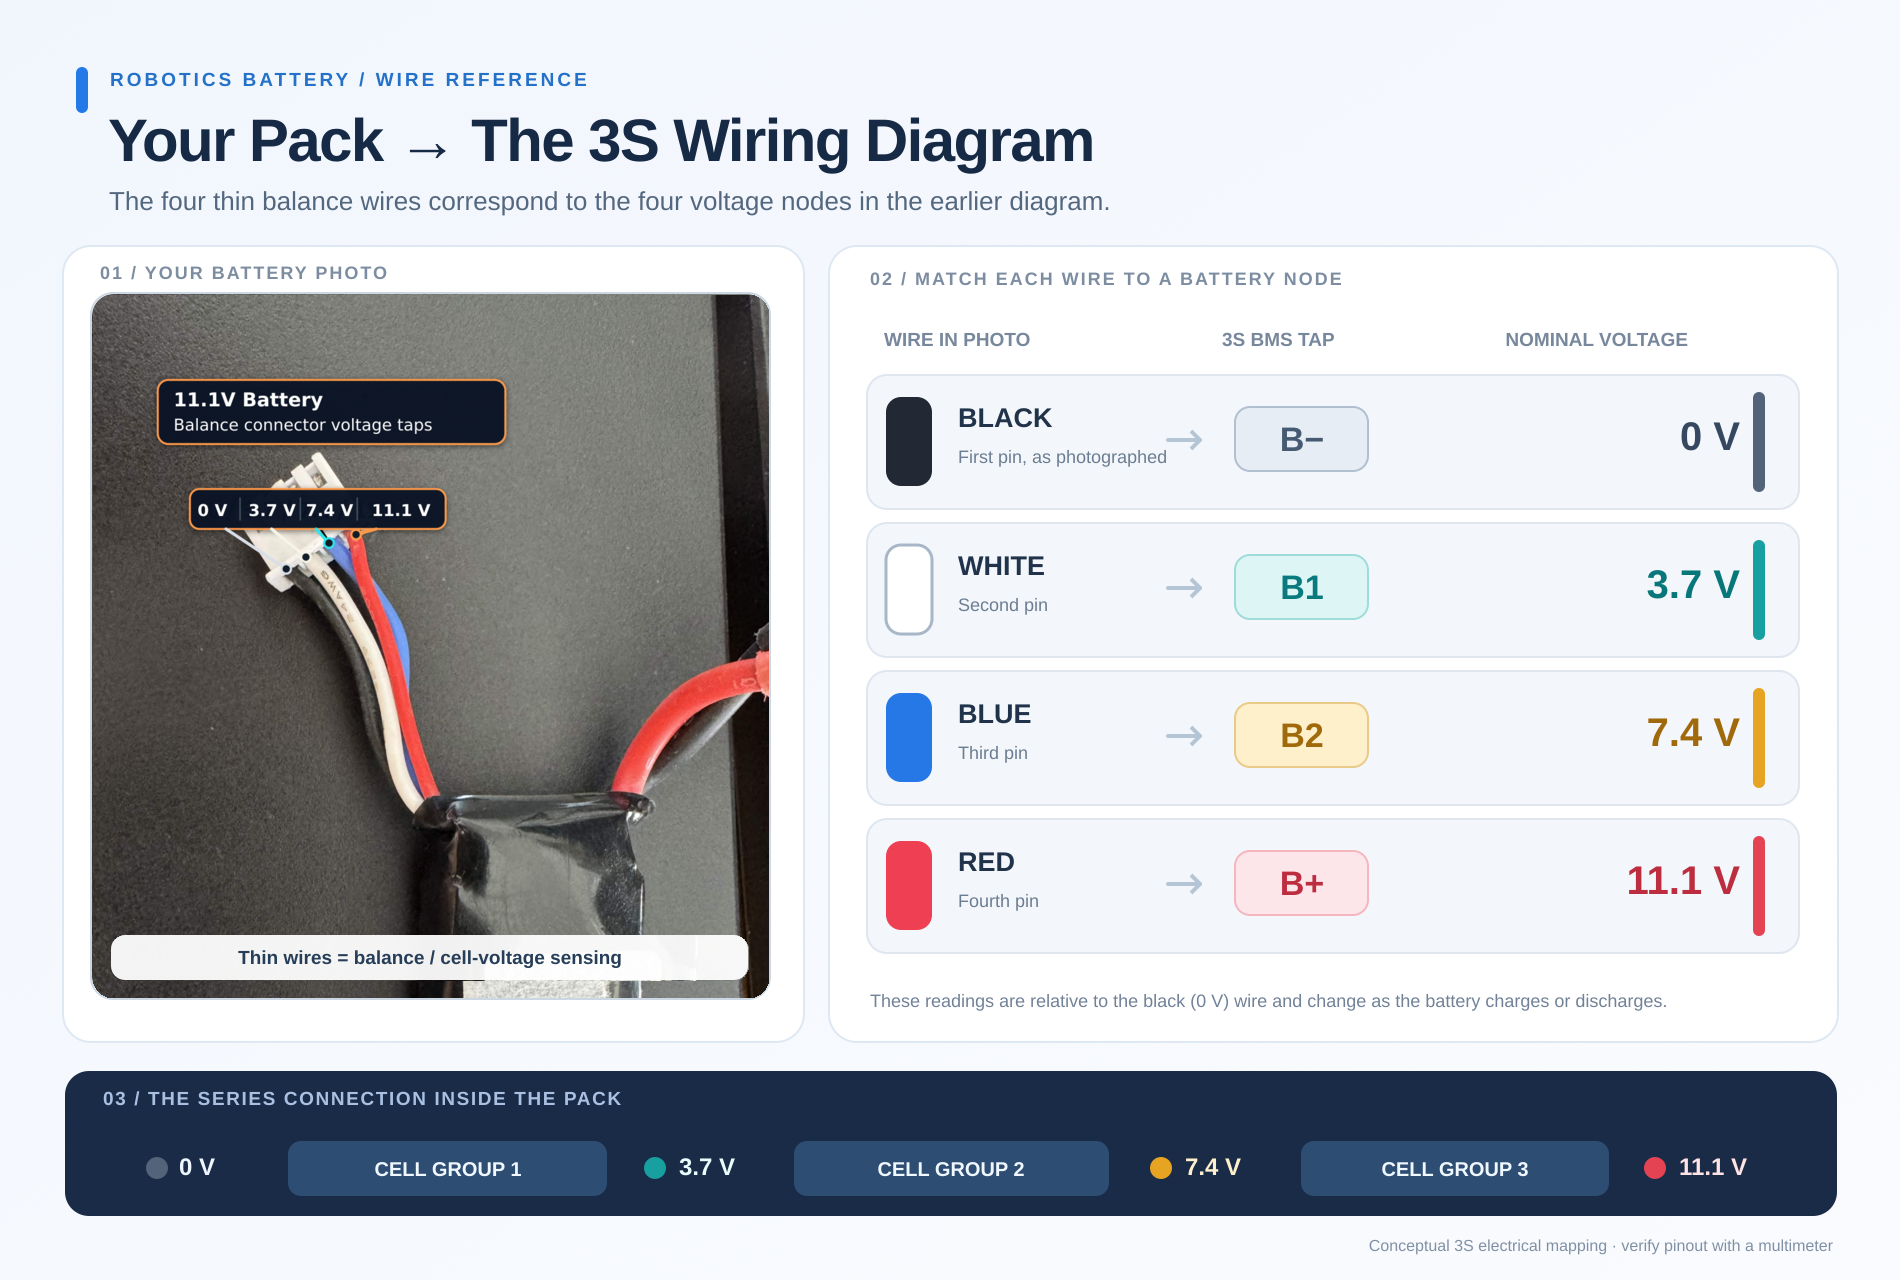 ROBOTICS BATTERY / WIRE REFERENCE
Your Pack → The 3S Wiring Diagram
The four thin balance wires correspond to the four voltage nodes in the earlier diagram.
01 / YOUR BATTERY PHOTO
11.1V Battery
Balance connector voltage taps
0 V 3.7 V 7.4 V 11.1 V
24AWG
Thin wires = balance / cell-voltage sensing
02 / MATCH EACH WIRE TO A BATTERY NODE
WIRE IN PHOTO 3S BMS TAP NOMINAL VOLTAGE
BLACK
First pin, as photographed
→ B− 0 V
WHITE
Second pin
→ B1 3.7 V
BLUE
Third pin
→ B2 7.4 V
RED
Fourth pin
→ B+ 11.1 V
These readings are relative to the black (0 V) wire and change as the battery charges or discharges.
03 / THE SERIES CONNECTION INSIDE THE PACK
0 V CELL GROUP 1 3.7 V CELL GROUP 2 7.4 V CELL GROUP 3 11.1 V
Conceptual 3S electrical mapping · verify pinout with a multimeter